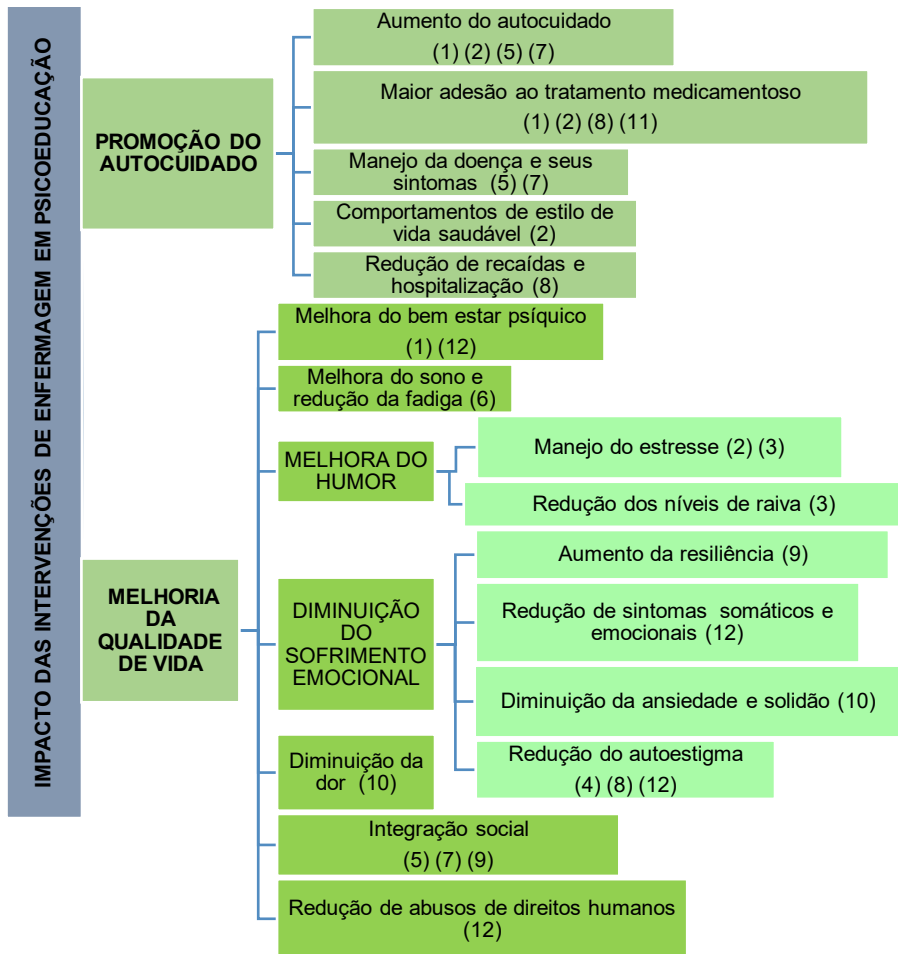 IMPACTO DAS INTERVENÇÕES DE ENFERMAGEM EM PSICOEDUCAÇÃO
PROMOÇÃO DO
AUTOCUIDADO
Aumento do autocuidado
(1) (2) (5) (7)
Maior adesão ao tratamento medicamentoso
(1) (2) (8) (11)
Manejo da doença e seus
sintomas (5) (7)
Comportamentos de estilo de
vida saudável (2)
Redução de recaídas e
hospitalização (8)
MELHORIA
DA
QUALIDADE
DE VIDA
Melhora do bem estar psíquico
(1) (12)
Melhora do sono e
redução da fadiga (6)
MELHORA DO
HUMOR
Manejo do estresse (2) (3)
Redução dos níveis de raiva (3)
DIMINUIÇÃO
DO
SOFRIMENTO
EMOCIONAL
Aumento da resiliência (9)
Redução de sintomas somáticos e
emocionais (12)
Diminuição da ansiedade e solidão (10)
Redução do autoestigma
(4) (8) (12)
Diminuição da
dor (10)
Integração social
(5) (7) (9)
Redução de abusos de direitos humanos
(12)